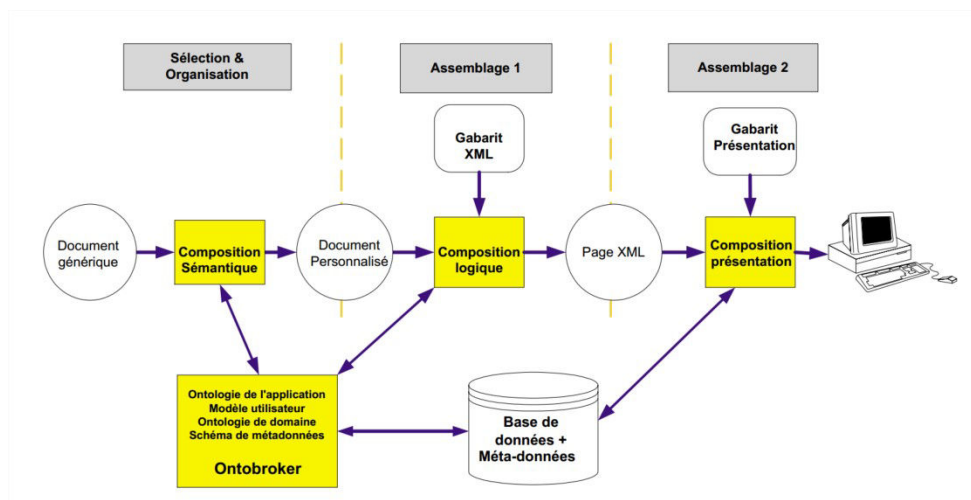 Sélection &
Organisation
Assemblage 1
Assemblage 2
Gabarit
XML
Gabarit
Présentation
Document
générique
Composition
Sémantique
Document
Personnalisé
Composition
logique
Page XML
Composition
présentation
Ontologie de l'application
Modèle utilisateur
Ontologie de domaine
Schéma de métadonnées
Ontobroker
Base de
données +
Méta-données